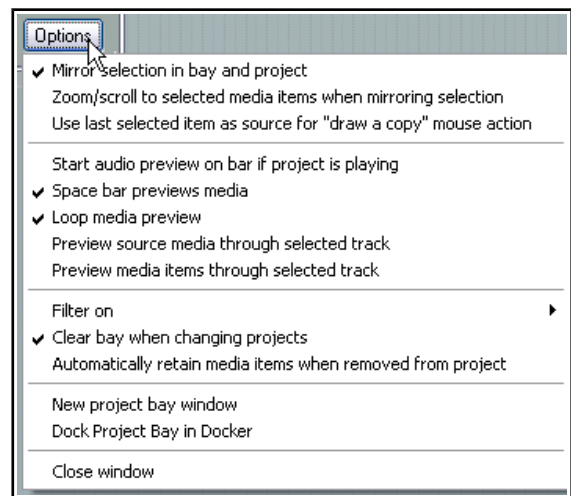 Options
Mirror selection in bay and project
Zoom/scroll to selected media items when mirroring selection
Use last selected item as source for "draw a copy" mouse action
Start audio preview on bar if project is playing
Space bar previews media
Loop media preview
Preview source media through selected track
Preview media items through selected track
Filter on
Clear bay when changing projects
Automatically retain media items when removed from project
New project bay window
Dock Project Bay in Docker
Close window